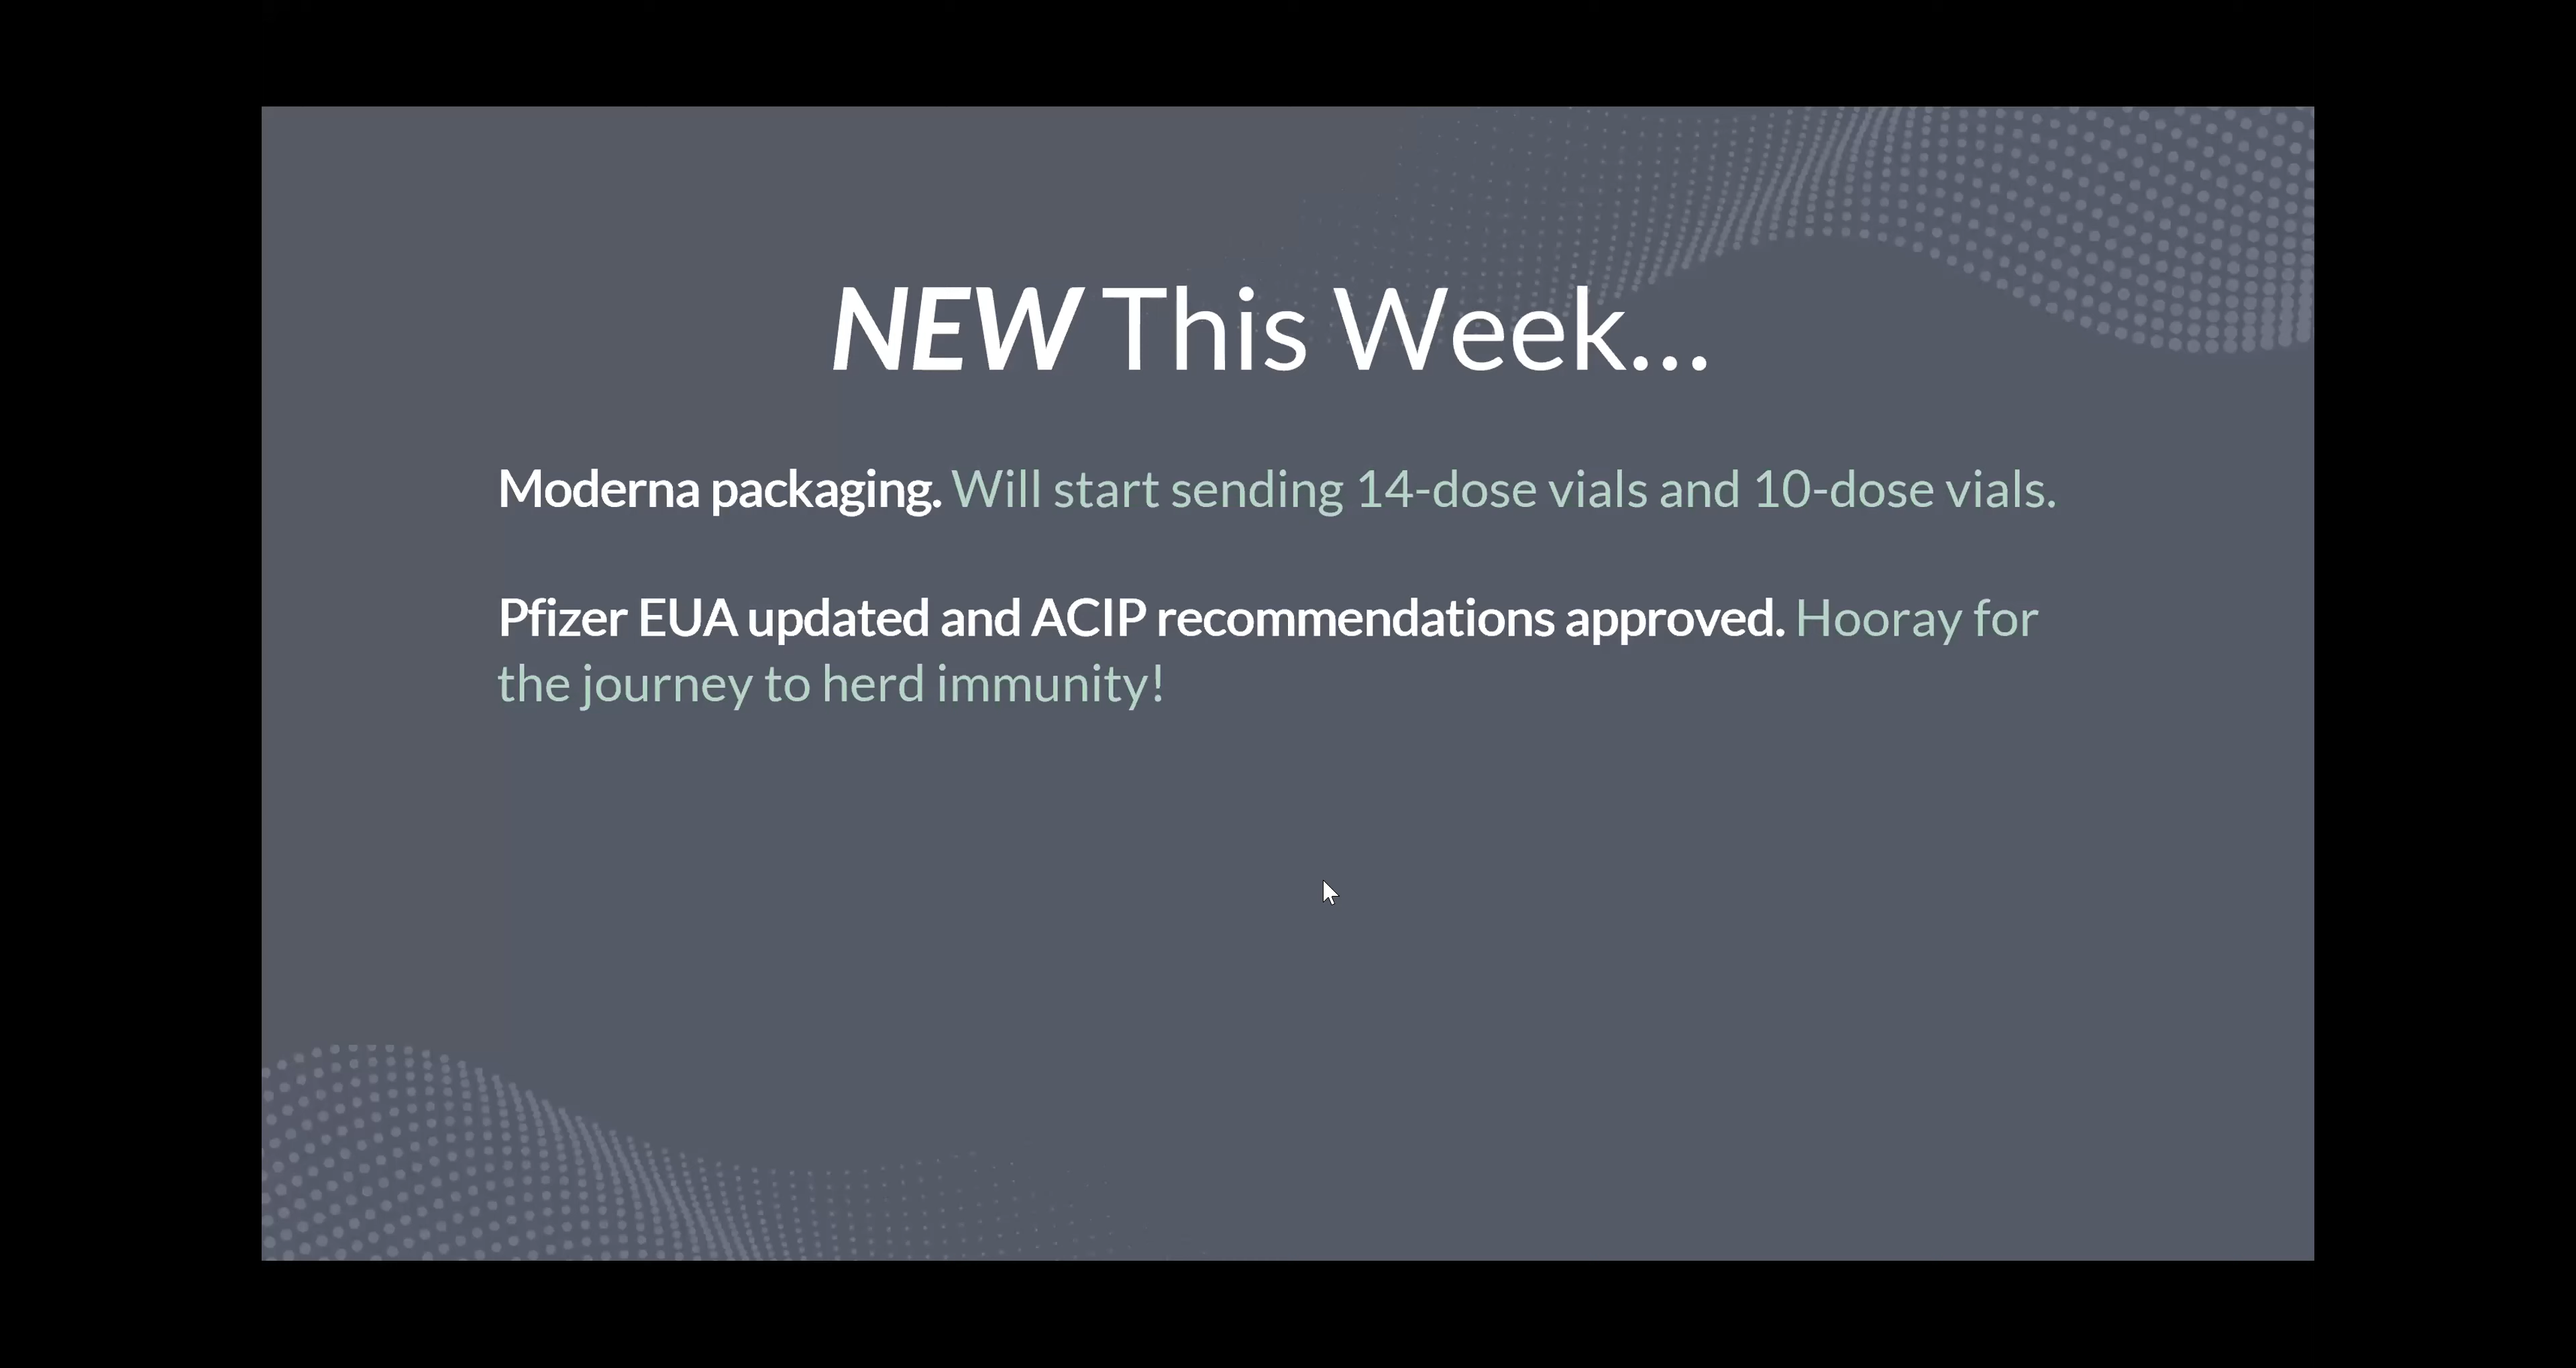 NEW This Week...
Moderna packaging. Will start sending 14-dose vials and 10-dose vials.
Pfizer EUA updated and ACIP recommendations approved. Hooray for
the journey to herd immunity!